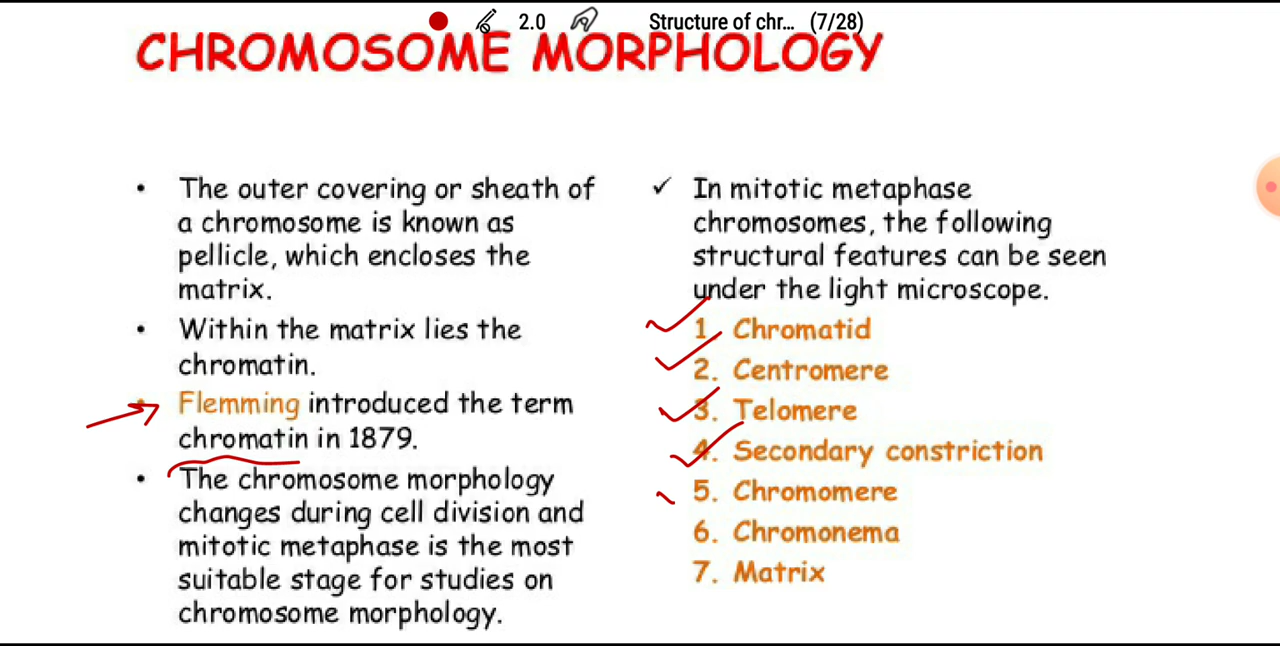 2.0 Structure of chr... (7/28)
CHROMOSOME MORPHOLOGY
• The outer covering or sheath of
a chromosome is known as
pellicle, which encloses the
matrix.
• Within the matrix lies the
chromatin.
• Flemming introduced the term
chromatin in 1879.
• The chromosome morphology
changes during cell division and
mitotic metaphase is the most
suitable stage for studies on
chromosome morphology.
✓ In mitotic metaphase
chromosomes, the following
structural features can be seen
under the light microscope.
1. Chromatid
2. Centromere
3. Telomere
4. Secondary constriction
5. Chromomere
6. Chromonema
7. Matrix